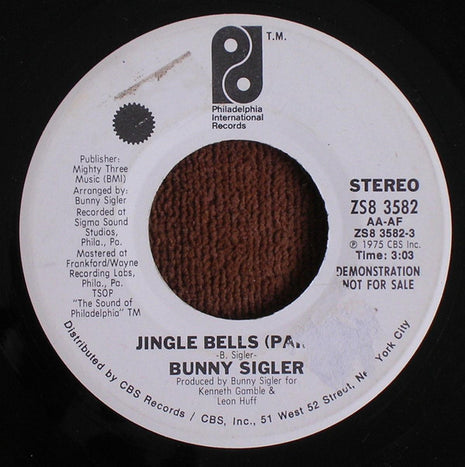 T.M.
Philadelphia
International
Records
Publisher:
Mighty Three
Music (BMI)
Arranged by:
Bunny Sigler
Recorded at
Sigma Sound
Studios,
Phila., Pa.
Mastered at
Frankford/Wayne
Recording Labs,
Phila., Pa.
TSOP
"The Sound of
Philadelphia" TM
STEREO
ZS8 3582
AA-AF
ZS8 3582-3
℗ 1975 CBS Inc.
Time: 3:03
DEMONSTRATION
NOT FOR SALE
JINGLE BELLS
-B. Sigler-
BUNNY SIGLER
Produced by Bunny Sigler for
Kenneth Gamble &
Leon Huff
Distributed by CBS Records / CBS, Inc., 51 West 52 Street, York City